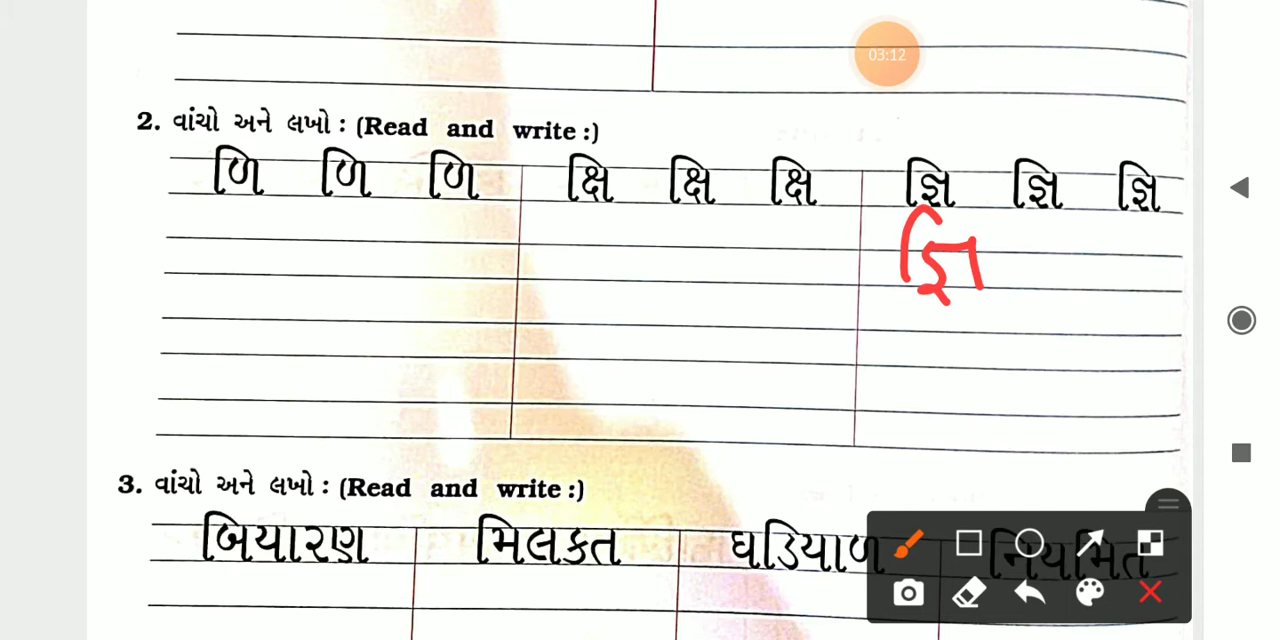 03:12
2. વાંચો અને લખો : (Read and write :)
ળિ ળિ ળિ ક્ષિ ક્ષિ ક્ષિ જ્ઞિ જ્ઞિ જ્ઞિ
જ્ઞિ
3. વાંચો અને લખો : (Read and write :)
બિયારણ મિલકત ઘડિયાળ નિયમિત